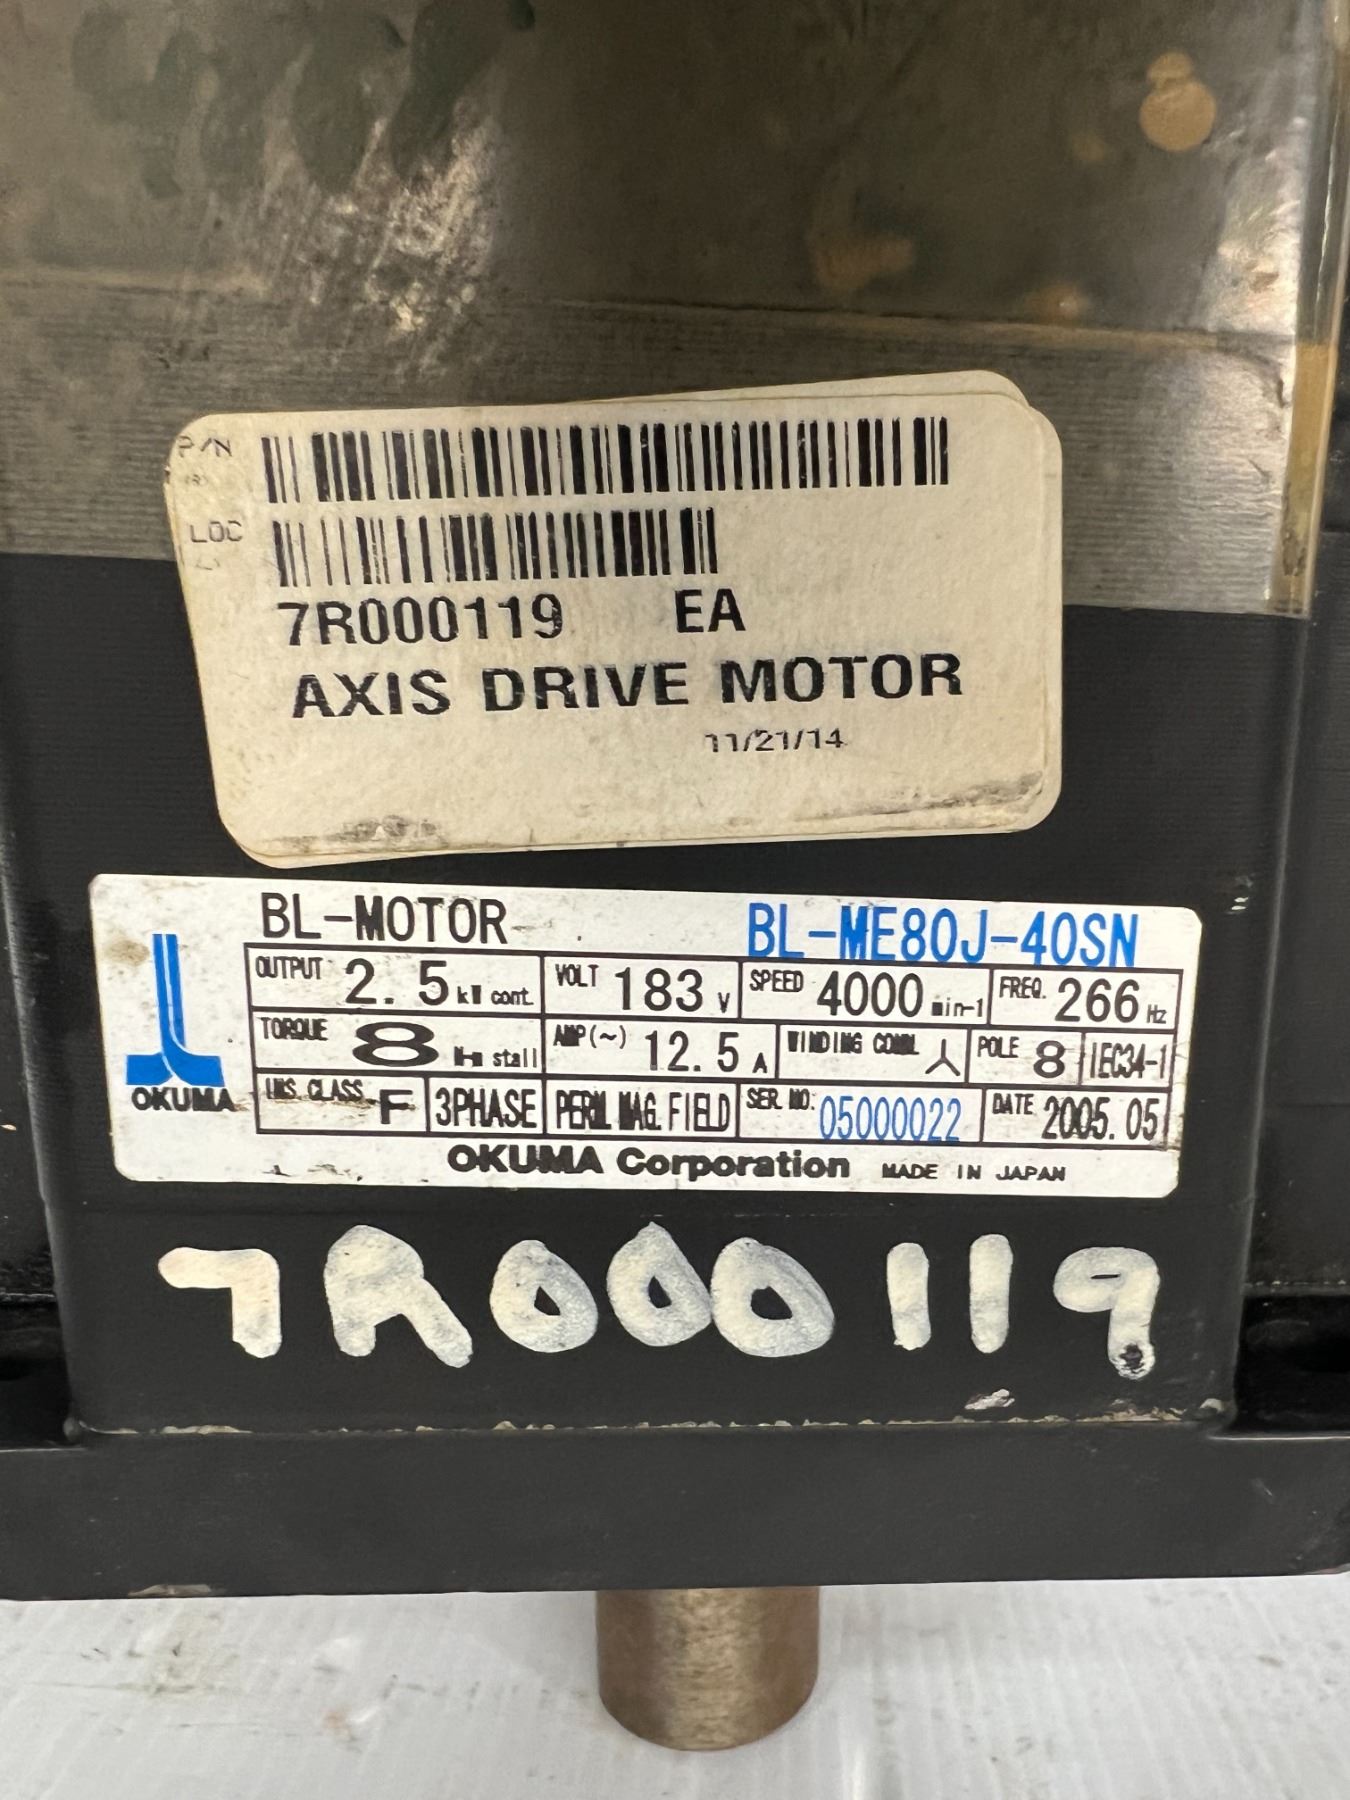 P/N
LOC
7R000119 EA
AXIS DRIVE MOTOR
11/21/14
BL-MOTOR BL-ME80J-40SN
OUTPUT 2.5 kW cont. VOLT 183 V SPEED 4000 min-1 FREQ. 266 Hz
TORQUE 8 N-m stall AMP(~) 12.5 A WINDING CONN. 人 POLE 8 IEC34-1
INS. CLASS F 3PHASE PERM. MAG. FIELD SER. NO. 05000022 DATE 2005.05
OKUMA
OKUMA Corporation MADE IN JAPAN
7R000119